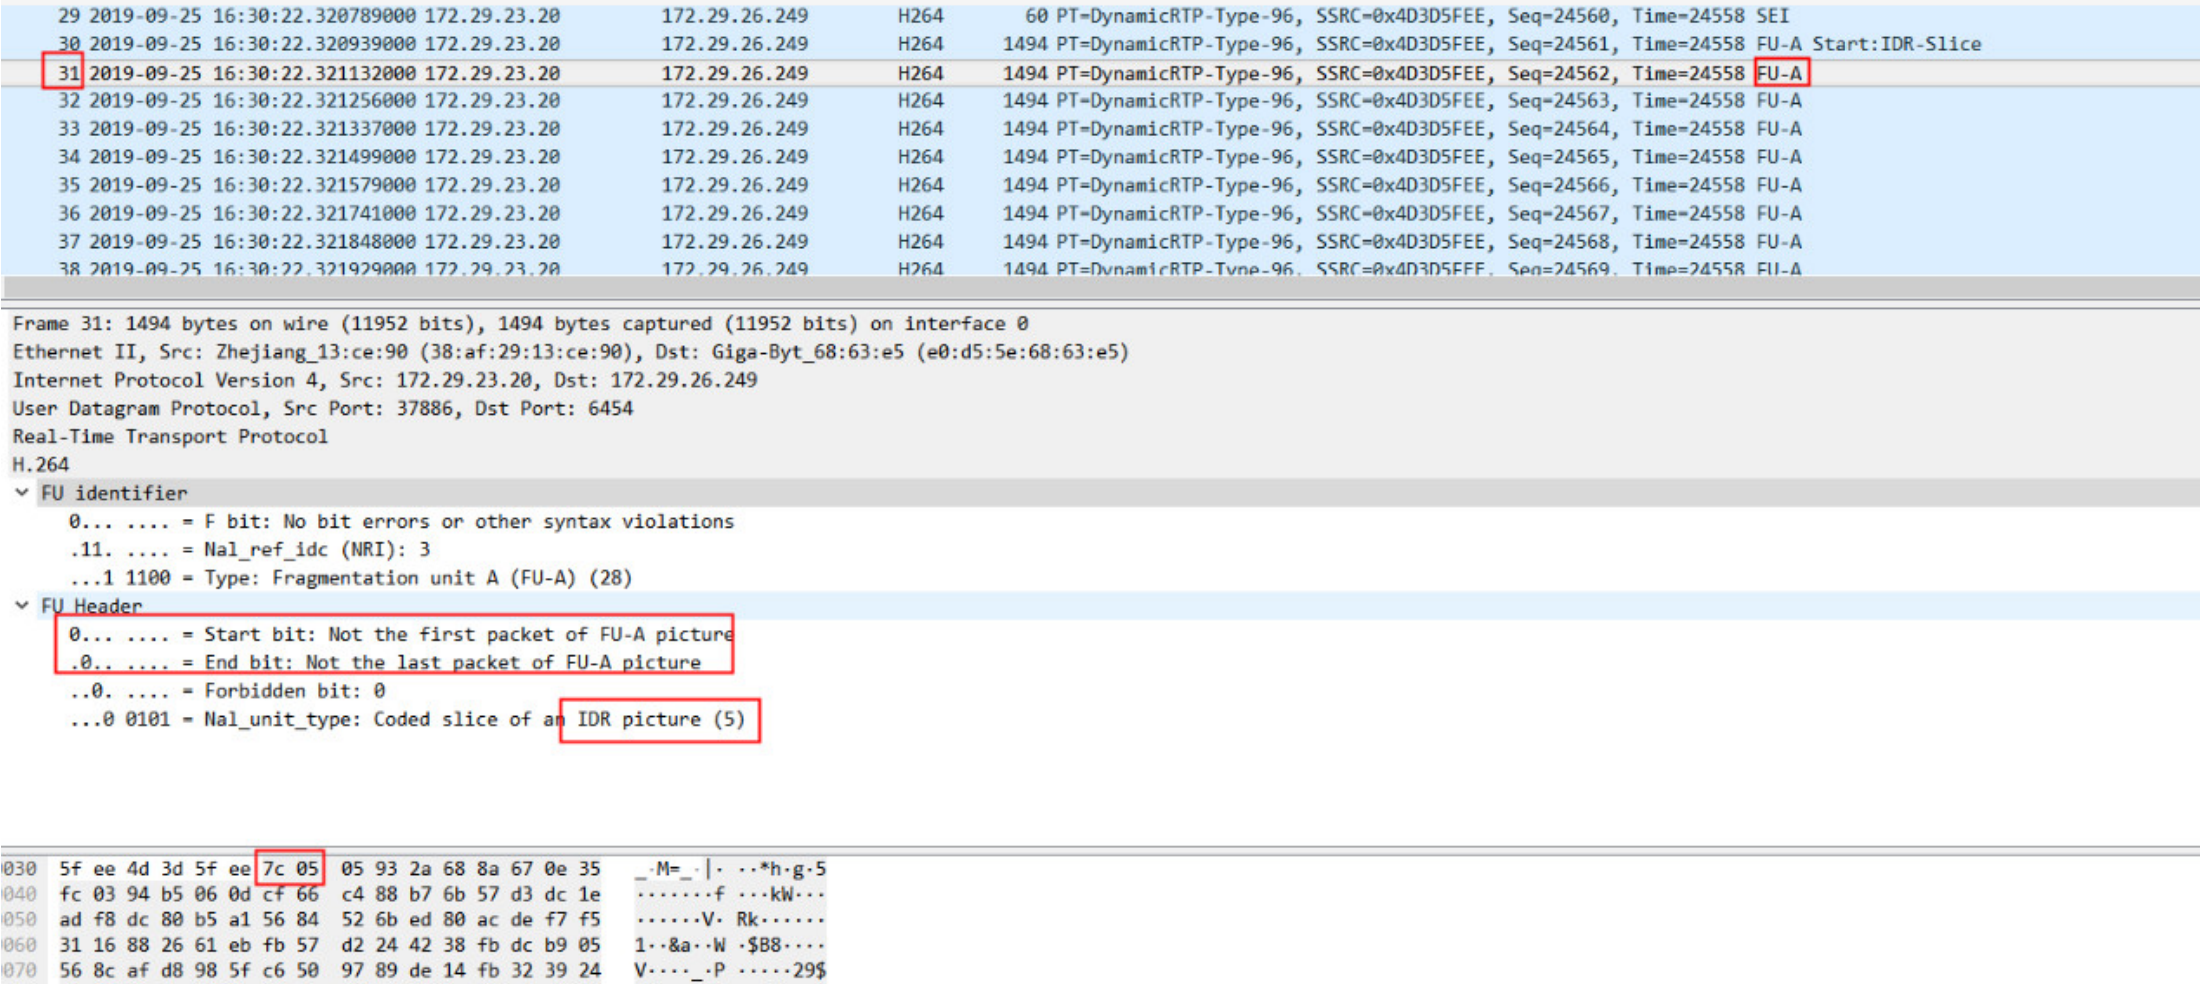 29 2019-09-25 16:30:22.320789000 172.29.23.20 172.29.26.249 H264 60 PT=DynamicRTP-Type-96, SSRC=0x4D3D5FEE, Seq=24560, Time=24558 SEI
30 2019-09-25 16:30:22.320939000 172.29.23.20 172.29.26.249 H264 1494 PT=DynamicRTP-Type-96, SSRC=0x4D3D5FEE, Seq=24561, Time=24558 FU-A Start:IDR-Slice
31 2019-09-25 16:30:22.321132000 172.29.23.20 172.29.26.249 H264 1494 PT=DynamicRTP-Type-96, SSRC=0x4D3D5FEE, Seq=24562, Time=24558 FU-A
32 2019-09-25 16:30:22.321256000 172.29.23.20 172.29.26.249 H264 1494 PT=DynamicRTP-Type-96, SSRC=0x4D3D5FEE, Seq=24563, Time=24558 FU-A
33 2019-09-25 16:30:22.321337000 172.29.23.20 172.29.26.249 H264 1494 PT=DynamicRTP-Type-96, SSRC=0x4D3D5FEE, Seq=24564, Time=24558 FU-A
34 2019-09-25 16:30:22.321499000 172.29.23.20 172.29.26.249 H264 1494 PT=DynamicRTP-Type-96, SSRC=0x4D3D5FEE, Seq=24565, Time=24558 FU-A
35 2019-09-25 16:30:22.321579000 172.29.23.20 172.29.26.249 H264 1494 PT=DynamicRTP-Type-96, SSRC=0x4D3D5FEE, Seq=24566, Time=24558 FU-A
36 2019-09-25 16:30:22.321741000 172.29.23.20 172.29.26.249 H264 1494 PT=DynamicRTP-Type-96, SSRC=0x4D3D5FEE, Seq=24567, Time=24558 FU-A
37 2019-09-25 16:30:22.321848000 172.29.23.20 172.29.26.249 H264 1494 PT=DynamicRTP-Type-96, SSRC=0x4D3D5FEE, Seq=24568, Time=24558 FU-A
38 2019-09-25 16:30:22.321929000 172.29.23.20 172.29.26.249 H264 1494 PT=DynamicRTP-Type-96, SSRC=0x4D3D5FEE, Seq=24569, Time=24558 FU-A
Frame 31: 1494 bytes on wire (11952 bits), 1494 bytes captured (11952 bits) on interface 0
Ethernet II, Src: Zhejiang_13:ce:90 (38:af:29:13:ce:90), Dst: Giga-Byt_68:63:e5 (e0:d5:5e:68:63:e5)
Internet Protocol Version 4, Src: 172.29.23.20, Dst: 172.29.26.249
User Datagram Protocol, Src Port: 37886, Dst Port: 6454
Real-Time Transport Protocol
H.264
FU identifier
0... .... = F bit: No bit errors or other syntax violations
.11. .... = Nal_ref_idc (NRI): 3
...1 1100 = Type: Fragmentation unit A (FU-A) (28)
FU Header
0... .... = Start bit: Not the first packet of FU-A picture
.0.. .... = End bit: Not the last packet of FU-A picture
..0. .... = Forbidden bit: 0
...0 0101 = Nal_unit_type: Coded slice of an IDR picture (5)
0030 5f ee 4d 3d 5f ee 7c 05 05 93 2a 68 8a 67 0e 35 _·M=_·|· ··*h·g·5
0040 fc 03 94 b5 06 0d cf 66 c4 88 b7 6b 57 d3 dc 1e ·······f ···kW···
0050 ad f8 dc 80 b5 a1 56 84 52 6b ed 80 ac de f7 f5 ······V· Rk······
0060 31 16 88 26 61 eb fb 57 d2 24 42 38 fb dc b9 05 1··&a··W ·$B8····
0070 56 8c af d8 98 5f c6 50 97 89 de 14 fb 32 39 24 V····_·P ·····29$